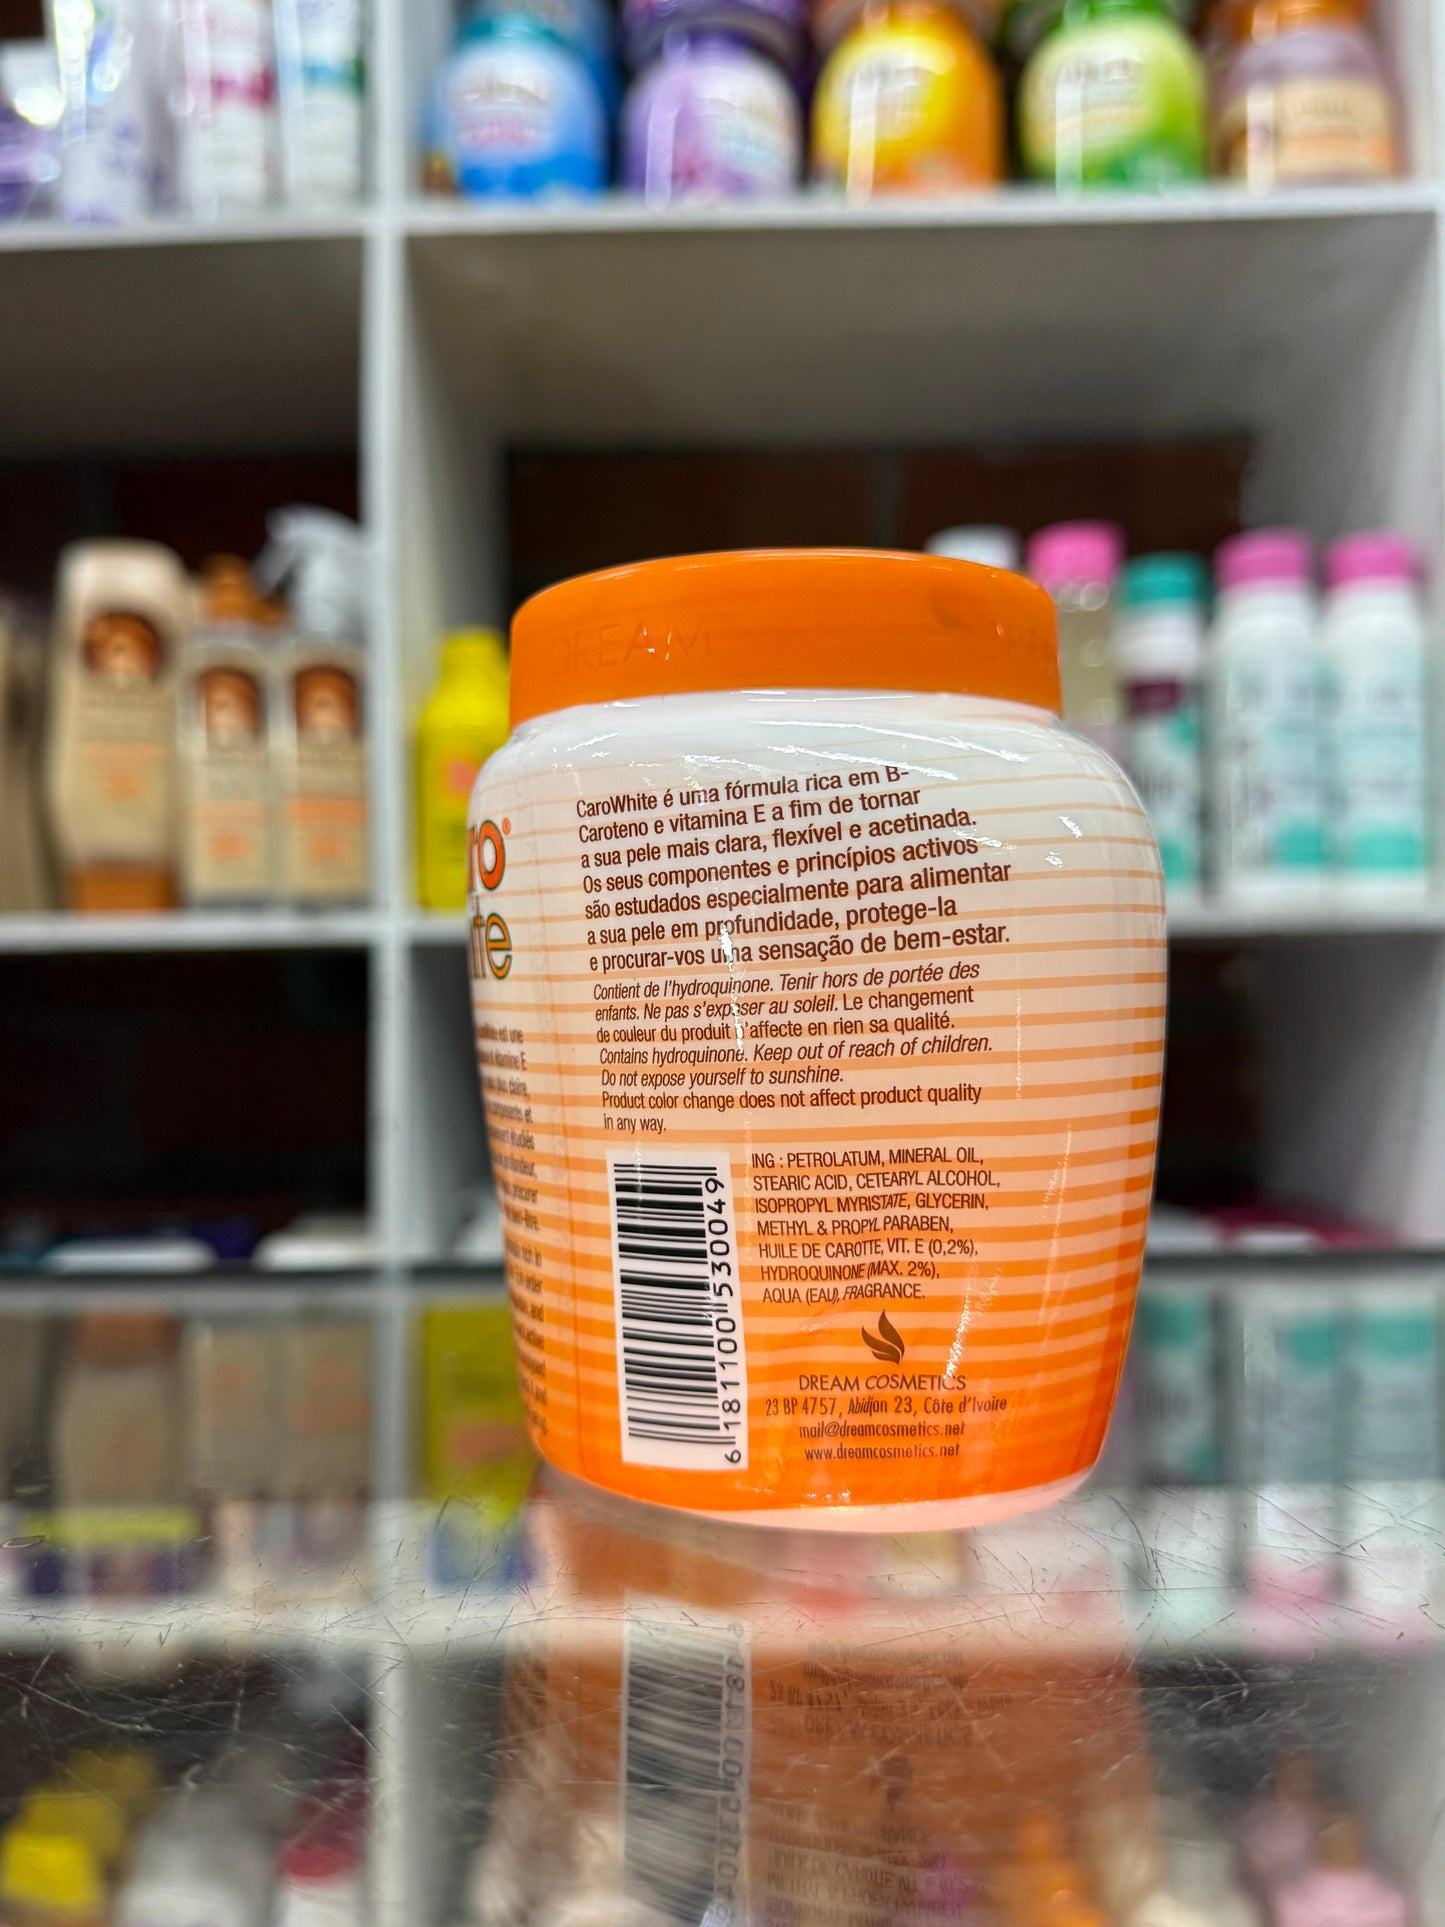 DREAM
ro®
ite
CaroWhite é uma fórmula rica em B-
Caroteno e vitamina E a fim de tornar
a sua pele mais clara, flexível e acetinada.
Os seus componentes e princípios activos
são estudados especialmente para alimentar
a sua pele em profundidade, protege-la
e procurar-vos uma sensação de bem-estar.
Contient de l'hydroquinone. Tenir hors de portée des
enfants. Ne pas s'exposer au soleil. Le changement
de couleur du produit n'affecte en rien sa qualité.
Contains hydroquinone. Keep out of reach of children.
Do not expose yourself to sunshine.
Product color change does not affect product quality
in any way.
ING : PETROLATUM, MINERAL OIL,
STEARIC ACID, CETEARYL ALCOHOL,
ISOPROPYL MYRISTATE, GLYCERIN,
METHYL & PROPYL PARABEN,
HUILE DE CAROTTE, VIT. E (0,2%),
HYDROQUINONE (MAX. 2%),
AQUA (EAU), FRAGRANCE.
6 181100 530049
DREAM COSMETICS
23 BP 4757, Abidjan 23, Côte d'Ivoire
mail@dreamcosmetics.net
www.dreamcosmetics.net